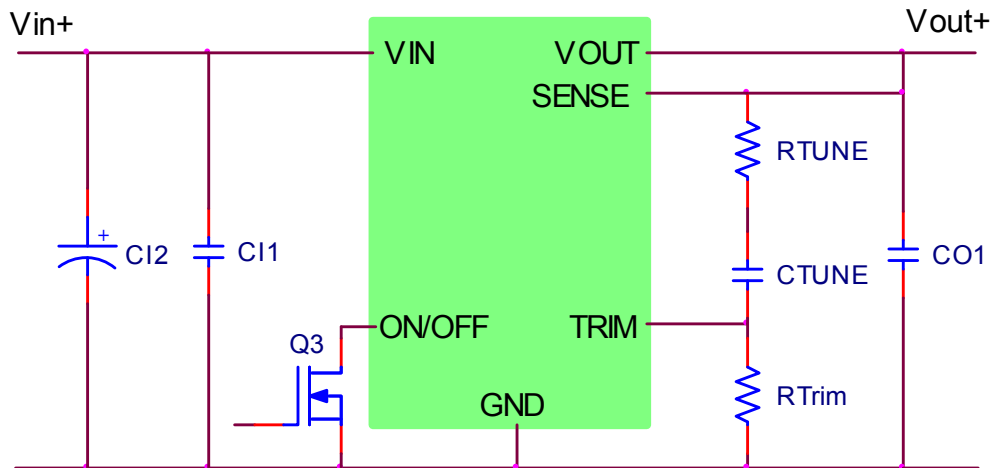 Vin+
Vout+
VIN
VOUT
SENSE
RTUNE
+
CI2
CI1
CTUNE
CO1
ON/OFF
TRIM
Q3
RTrim
GND